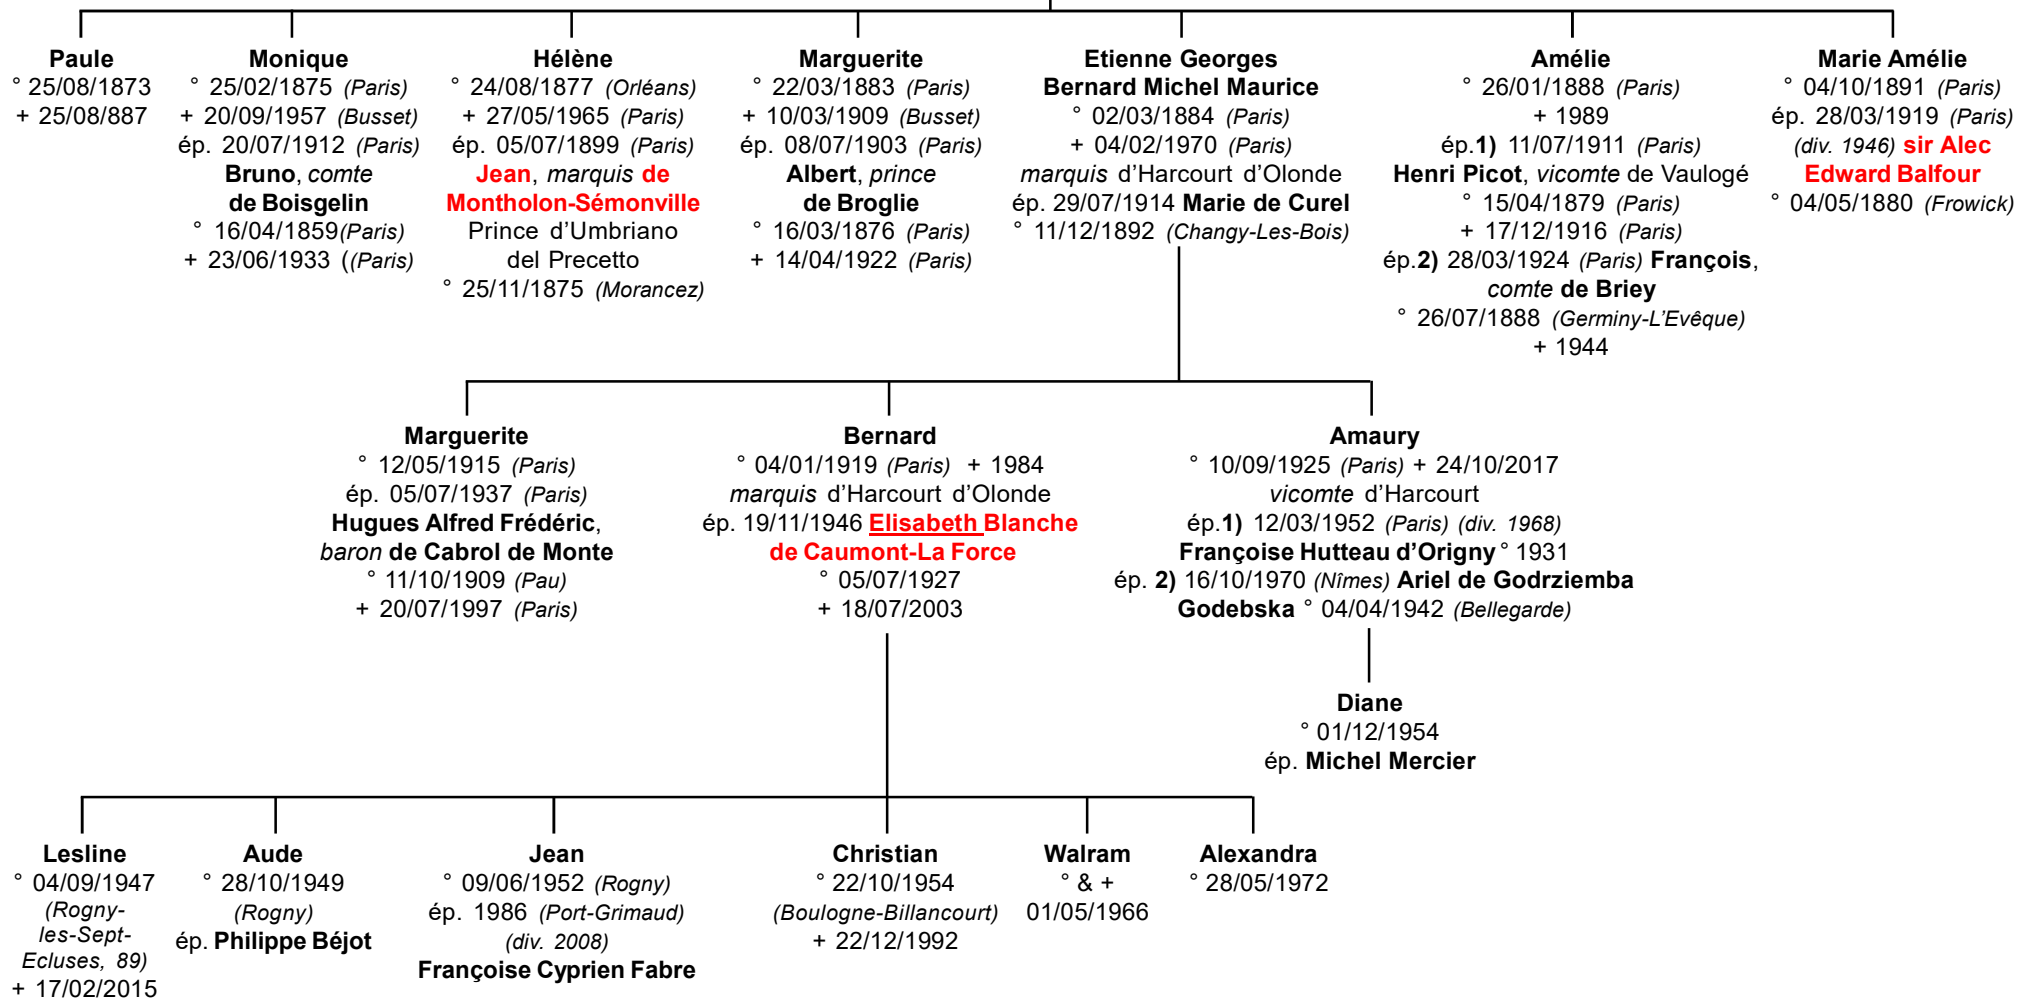 Paule
° 25/08/1873
+ 25/08/887
Monique
° 25/02/1875 (Paris)
+ 20/09/1957 (Busset)
ép. 20/07/1912 (Paris)
Bruno, comte
de Boisgelin
° 16/04/1859(Paris)
+ 23/06/1933 ((Paris)
Hélène
° 24/08/1877 (Orléans)
+ 27/05/1965 (Paris)
ép. 05/07/1899 (Paris)
Jean, marquis de
Montholon-Sémonville
Prince d'Umbriano
del Precetto
° 25/11/1875 (Morancez)
Marguerite
° 22/03/1883 (Paris)
+ 10/03/1909 (Busset)
ép. 08/07/1903 (Paris)
Albert, prince
de Broglie
° 16/03/1876 (Paris)
+ 14/04/1922 (Paris)
Etienne Georges
Bernard Michel Maurice
° 02/03/1884 (Paris)
+ 04/02/1970 (Paris)
marquis d'Harcourt d'Olonde
ép. 29/07/1914 Marie de Curel
° 11/12/1892 (Changy-Les-Bois)
Amélie
° 26/01/1888 (Paris)
+ 1989
ép.1) 11/07/1911 (Paris)
Henri Picot, vicomte de Vaulogé
° 15/04/1879 (Paris)
+ 17/12/1916 (Paris)
ép.2) 28/03/1924 (Paris) François,
comte de Briey
° 26/07/1888 (Germiny-L'Evêque)
+ 1944
Marie Amélie
° 04/10/1891 (Paris)
ép. 28/03/1919 (Paris)
(div. 1946) sir Alec
Edward Balfour
° 04/05/1880 (Frowick)
Marguerite
° 12/05/1915 (Paris)
ép. 05/07/1937 (Paris)
Hugues Alfred Frédéric,
baron de Cabrol de Monte
° 11/10/1909 (Pau)
+ 20/07/1997 (Paris)
Bernard
° 04/01/1919 (Paris) + 1984
marquis d'Harcourt d'Olonde
ép. 19/11/1946 Elisabeth Blanche
de Caumont-La Force
° 05/07/1927
+ 18/07/2003
Amaury
° 10/09/1925 (Paris) + 24/10/2017
vicomte d'Harcourt
ép.1) 12/03/1952 (Paris) (div. 1968)
Françoise Hutteau d'Origny ° 1931
ép. 2) 16/10/1970 (Nîmes) Ariel de Godrziemba
Godebska ° 04/04/1942 (Bellegarde)
Diane
° 01/12/1954
ép. Michel Mercier
Lesline
° 04/09/1947
(Rogny-
les-Sept-
Ecluses, 89)
+ 17/02/2015
Aude
° 28/10/1949
(Rogny)
ép. Philippe Béjot
Jean
° 09/06/1952 (Rogny)
ép. 1986 (Port-Grimaud)
(div. 2008)
Françoise Cyprien Fabre
Christian
° 22/10/1954
(Boulogne-Billancourt)
+ 22/12/1992
Walram
° & +
01/05/1966
Alexandra
° 28/05/1972